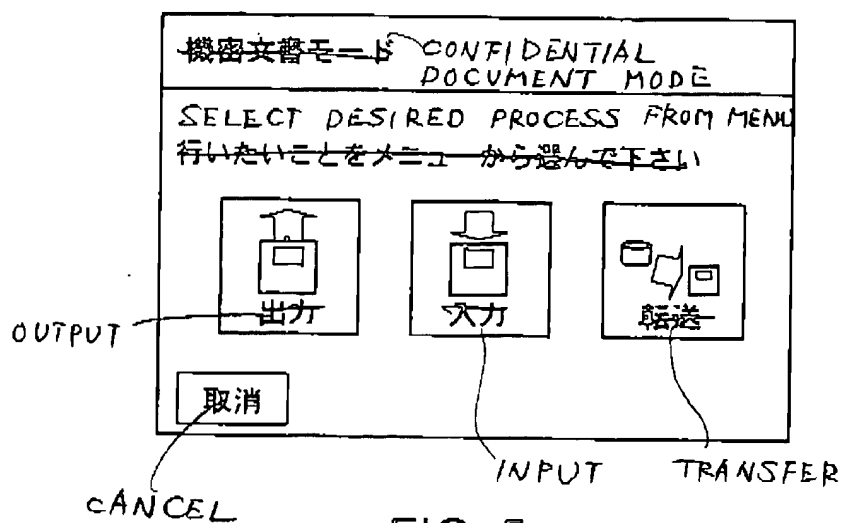 機密文書モード CONFIDENTIAL
DOCUMENT MODE
SELECT DESIRED PROCESS FROM MENU
行いたいことをメニューから選んで下さい
出力
入力
転送
OUTPUT
取消
INPUT
TRANSFER
CANCEL